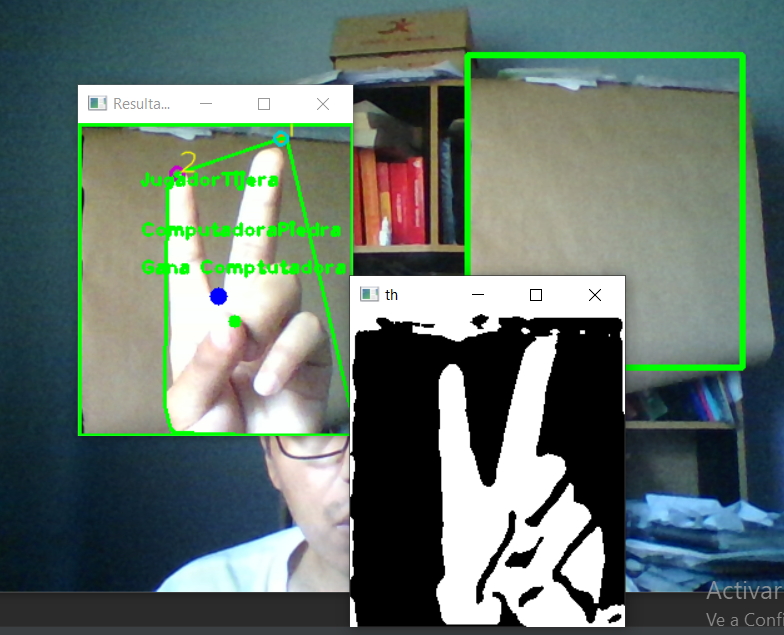 Resulta...
1
2
JugadorTijera
ComputadoraPiedra
Gana Comptutadora
th
Activar
Ve a Confi